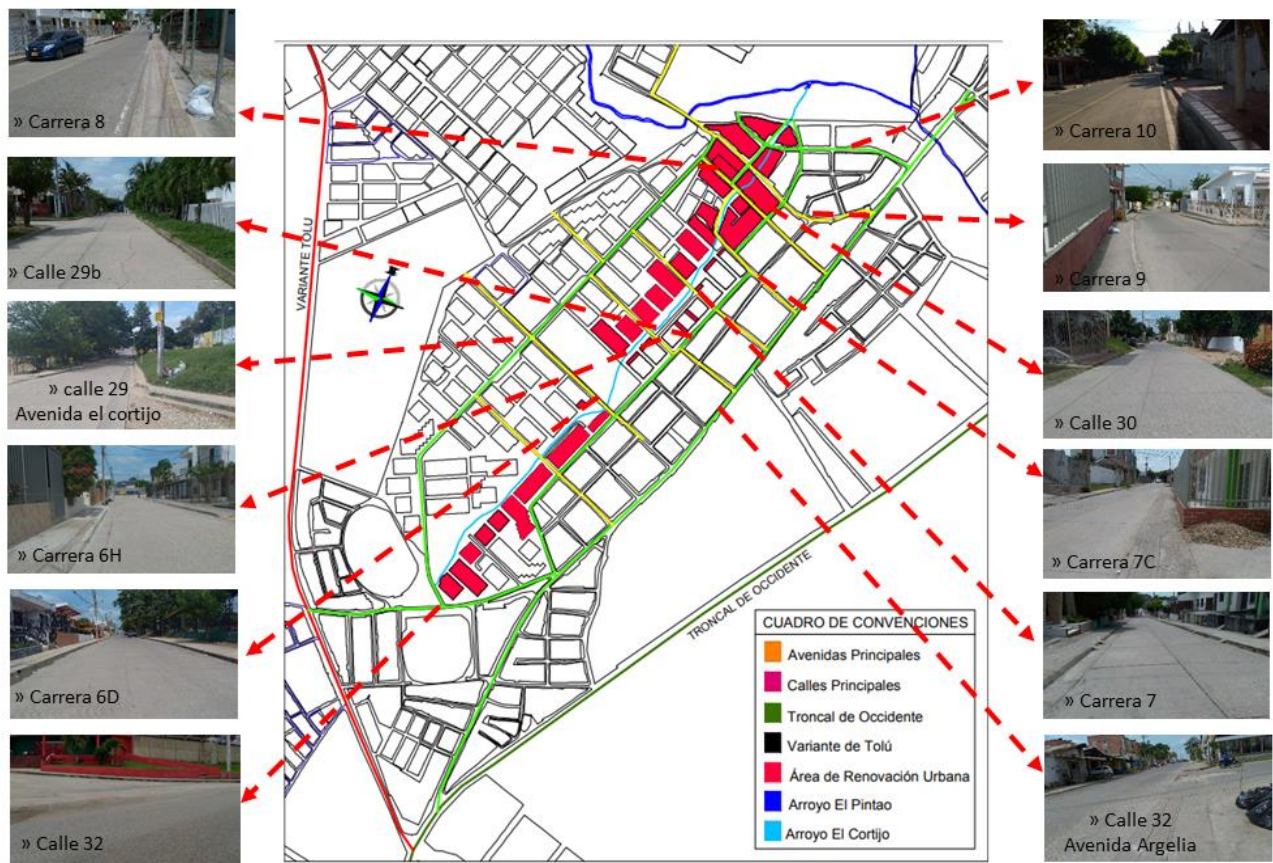 » Carrera 8
» Calle 29b
» calle 29
Avenida el cortijo
» Carrera 6H
» Carrera 6D
» Calle 32
VARIANTE TOLÚ
TRONCAL DE OCCIDENTE
CUADRO DE CONVENCIONES
Avenidas Principales
Calles Principales
Troncal de Occidente
Variante de Tolú
Área de Renovación Urbana
Arroyo El Pintao
Arroyo El Cortijo
» Carrera 10
» Carrera 9
» Calle 30
» Carrera 7C
» Carrera 7
» Calle 32
Avenida Argelia